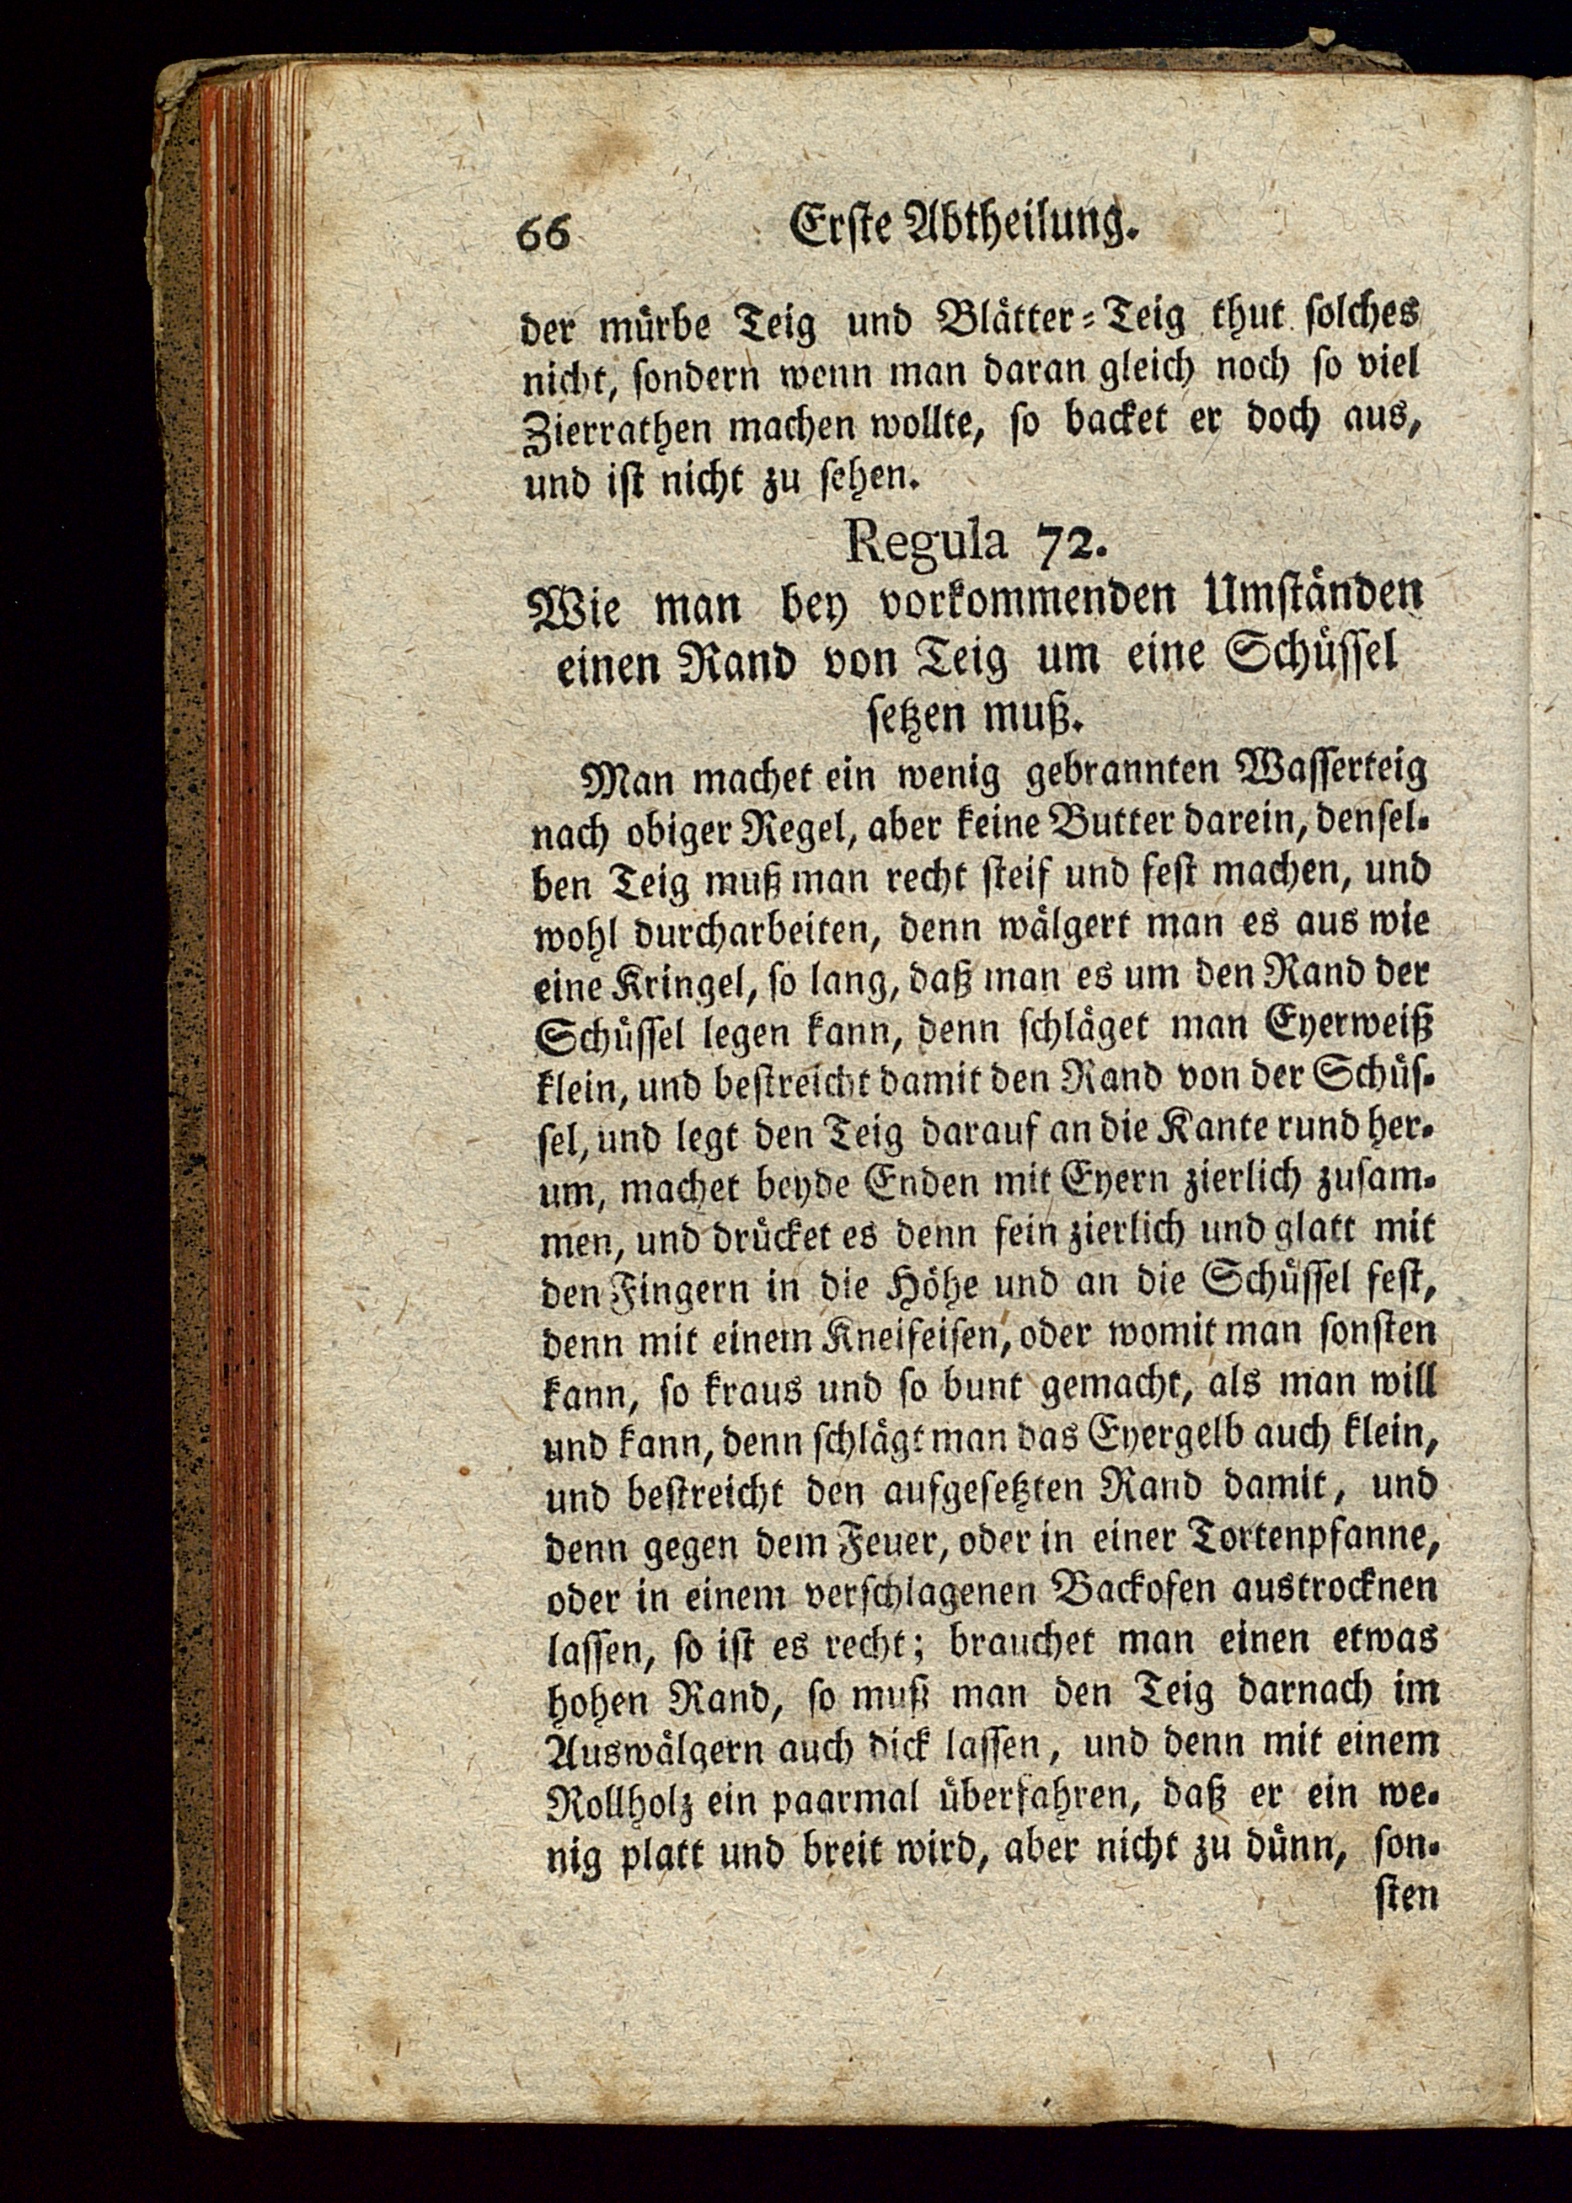 66 Erste Abtheilung.
der mürbe Teig und Blätter-Teig thut solches
nicht, sondern wenn man daran gleich noch so viel
Zierrathen machen wollte, so backet er doch aus,
und ist nicht zu sehen.
Regula 72.
Wie man bey vorkommenden Umständen
einen Rand von Teig um eine Schüssel
setzen muß.
Man machet ein wenig gebrannten Wasserteig
nach obiger Regel, aber keine Butter darein, densel-
ben Teig muß man recht steif und fest machen, und
wohl durcharbeiten, denn wälgert man es aus wie
eine Kringel, so lang, daß man es um den Rand der
Schüssel legen kann, denn schläget man Eyerweiß
klein, und bestreicht damit den Rand von der Schüs-
sel, und legt den Teig darauf an die Kante rund her-
um, machet beyde Enden mit Eyern zierlich zusam-
men, und drücket es denn fein zierlich und glatt mit
den Fingern in die Höhe und an die Schüssel fest,
denn mit einem Kneifeisen, oder womit man sonsten
kann, so kraus und so bunt gemacht, als man will
und kann, denn schlägt man das Eyergelb auch klein,
und bestreicht den aufgesetzten Rand damit, und
denn gegen dem Feuer, oder in einer Tortenpfanne,
oder in einem verschlagenen Backofen austrocknen
lassen, so ist es recht; brauchet man einen etwas
hohen Rand, so muß man den Teig darnach im
Auswälgern auch dick lassen, und denn mit einem
Rollholz ein paarmal überfahren, daß er ein we-
nig platt und breit wird, aber nicht zu dünn, son-
sten